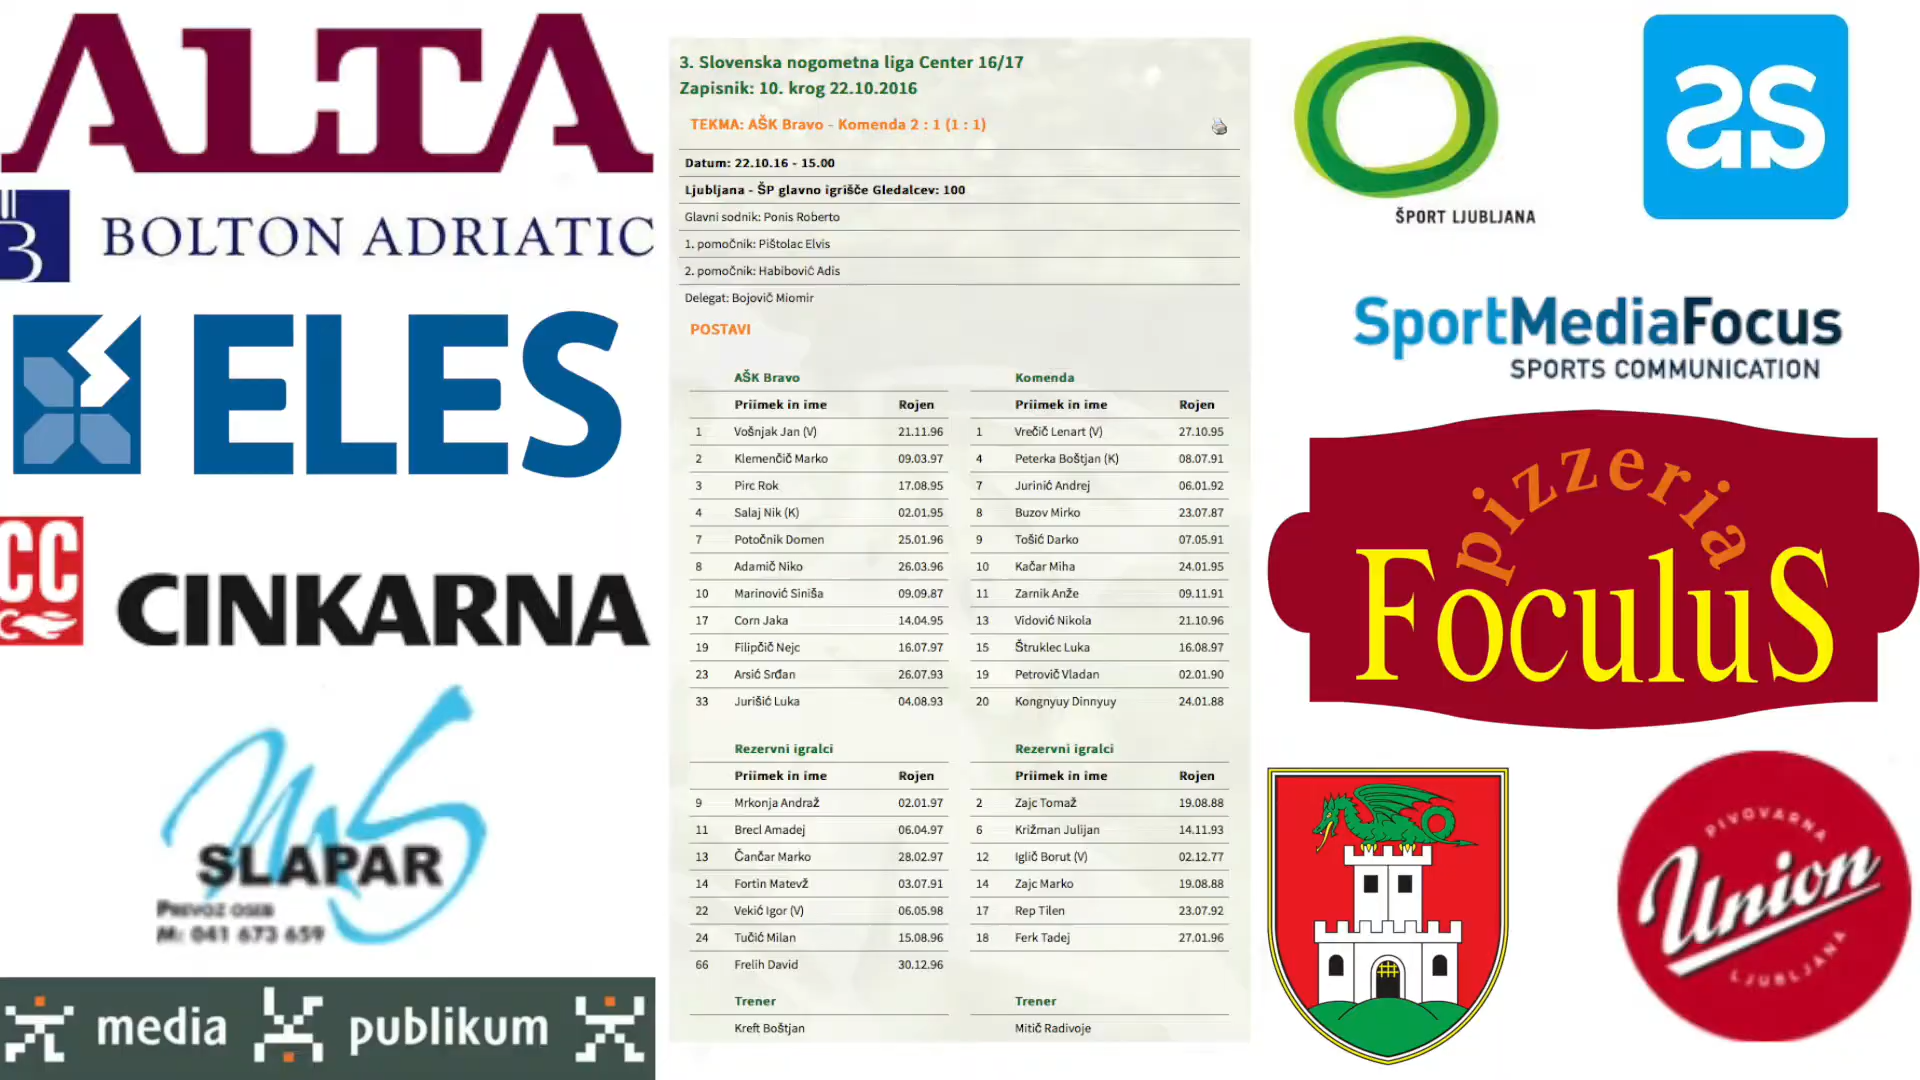 ALTA
BOLTON ADRIATIC
ELES
CC
CINKARNA
SLAPAR
PREVOZ OSEB
M: 041 673 659
media publikum
3. Slovenska nogometna liga Center 16/17
Zapisnik: 10. krog 22.10.2016
TEKMA: AŠK Bravo - Komenda 2 : 1 (1 : 1)
Datum: 22.10.16 - 15.00
Ljubljana - ŠP glavno igrišče Gledalcev: 100
Glavni sodnik: Ponis Roberto
1. pomočnik: Pištolac Elvis
2. pomočnik: Habibović Adis
Delegat: Bojovič Miomir
POSTAVI
AŠK Bravo Komenda
Priimek in ime Rojen Priimek in ime Rojen
1 Vošnjak Jan (V) 21.11.96 1 Vrečič Lenart (V) 27.10.95
2 Klemenčič Marko 09.03.97 4 Peterka Boštjan (K) 08.07.91
3 Pirc Rok 17.08.95 7 Jurinić Andrej 06.01.92
4 Salaj Nik (K) 02.01.95 8 Buzov Mirko 23.07.87
7 Potočnik Domen 25.01.96 9 Tošić Darko 07.05.91
8 Adamič Niko 26.03.96 10 Kačar Miha 24.01.95
10 Marinović Siniša 09.09.87 11 Zarnik Anže 09.11.91
17 Corn Jaka 14.04.95 13 Vidović Nikola 21.10.96
19 Filipčič Nejc 16.07.97 15 Štruklec Luka 16.08.97
23 Arsić Srđan 26.07.93 19 Petrovič Vladan 02.01.90
33 Jurišić Luka 04.08.93 20 Kongnyuy Dinnyuy 24.01.88
Rezervni igralci Rezervni igralci
Priimek in ime Rojen Priimek in ime Rojen
9 Mrkonja Andraž 02.01.97 2 Zajc Tomaž 19.08.88
11 Brecl Amadej 06.04.97 6 Križman Julijan 14.11.93
13 Čančar Marko 28.02.97 12 Iglič Borut (V) 02.12.77
14 Fortin Matevž 03.07.91 14 Zajc Marko 19.08.88
22 Vekić Igor (V) 06.05.98 17 Rep Tilen 23.07.92
24 Tučić Milan 15.08.96 18 Ferk Tadej 27.01.96
66 Frelih David 30.12.96
Trener Trener
Kreft Boštjan Mitič Radivoje
ŠPORT LJUBLJANA
as
SportMediaFocus
SPORTS COMMUNICATION
pizzeria
FoculuS
PIVOVARNA
Union
LJUBLJANA